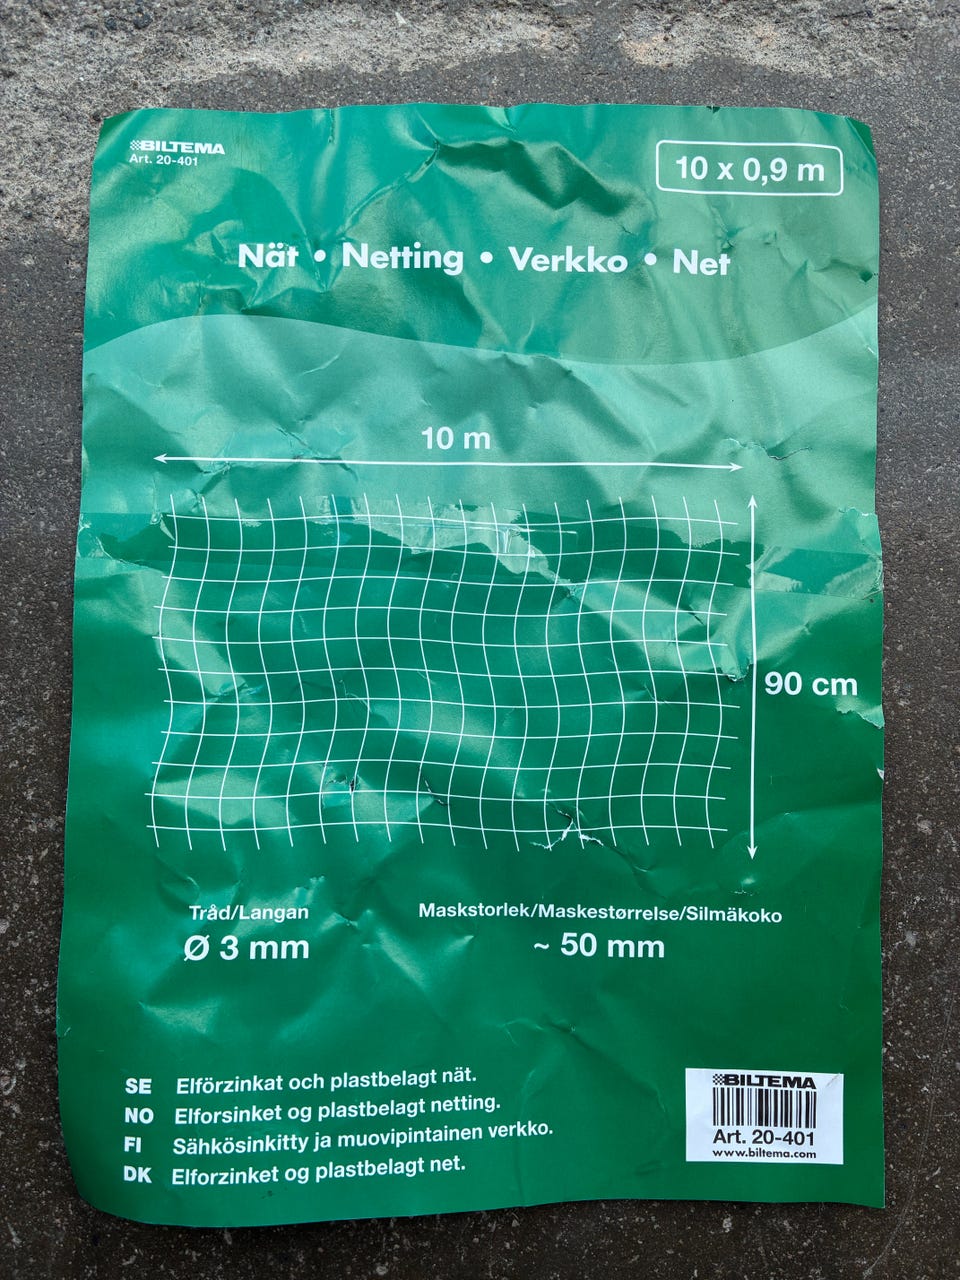 BILTEMA
Art. 20-401
10 x 0,9 m
Nät • Netting • Verkko • Net
10 m
90 cm
Tråd/Langan
Ø 3 mm
Maskstorlek/Maskestørrelse/Silmäkoko
~ 50 mm
SE Elförzinkat och plastbelagt nät.
NO Elforsinket og plastbelagt netting.
FI Sähkösinkitty ja muovipintainen verkko.
DK Elforzinket og plastbelagt net.
BILTEMA
Art. 20-401
www.biltema.com